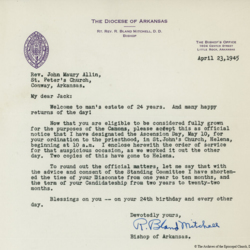 THE DIOCESE OF ARKANSAS
RT. REV. R. BLAND MITCHELL, D. D.
BISHOP
THE BISHOP'S OFFICE
LITTLE ROCK, ARKANSAS
April 23, 1945
Rev. John Maury Allin,
St. Peter's Church,
Conway, Arkansas.
My dear Jack:
Welcome to man's estate of 24 years. And many happy
returns of the day!
Now that you are eligible to be considered fully grown
for the purposes of the Canons, please accept this as official
notice that I have designated the Ascension Day, May 10, for
your ordination to the priesthood, in St. John's Church, Helena,
beginning at 10 a.m. I enclose herewith the order of service
for that auspicious occasion, as we worked it out the other
day. Two copies of this have gone to Helena.
To round out the official matters, let me say that with
the advice and consent of the Standing Committee I have shorten-
ed the time of your Diaconate from one year to ten months, and
the term of your Candidateship from two years to twenty-two
months.
Blessings on you -- on your 24th birthday and every other
day.
Devotedly yours,
R. Bland Mitchell
Bishop of Arkansas.